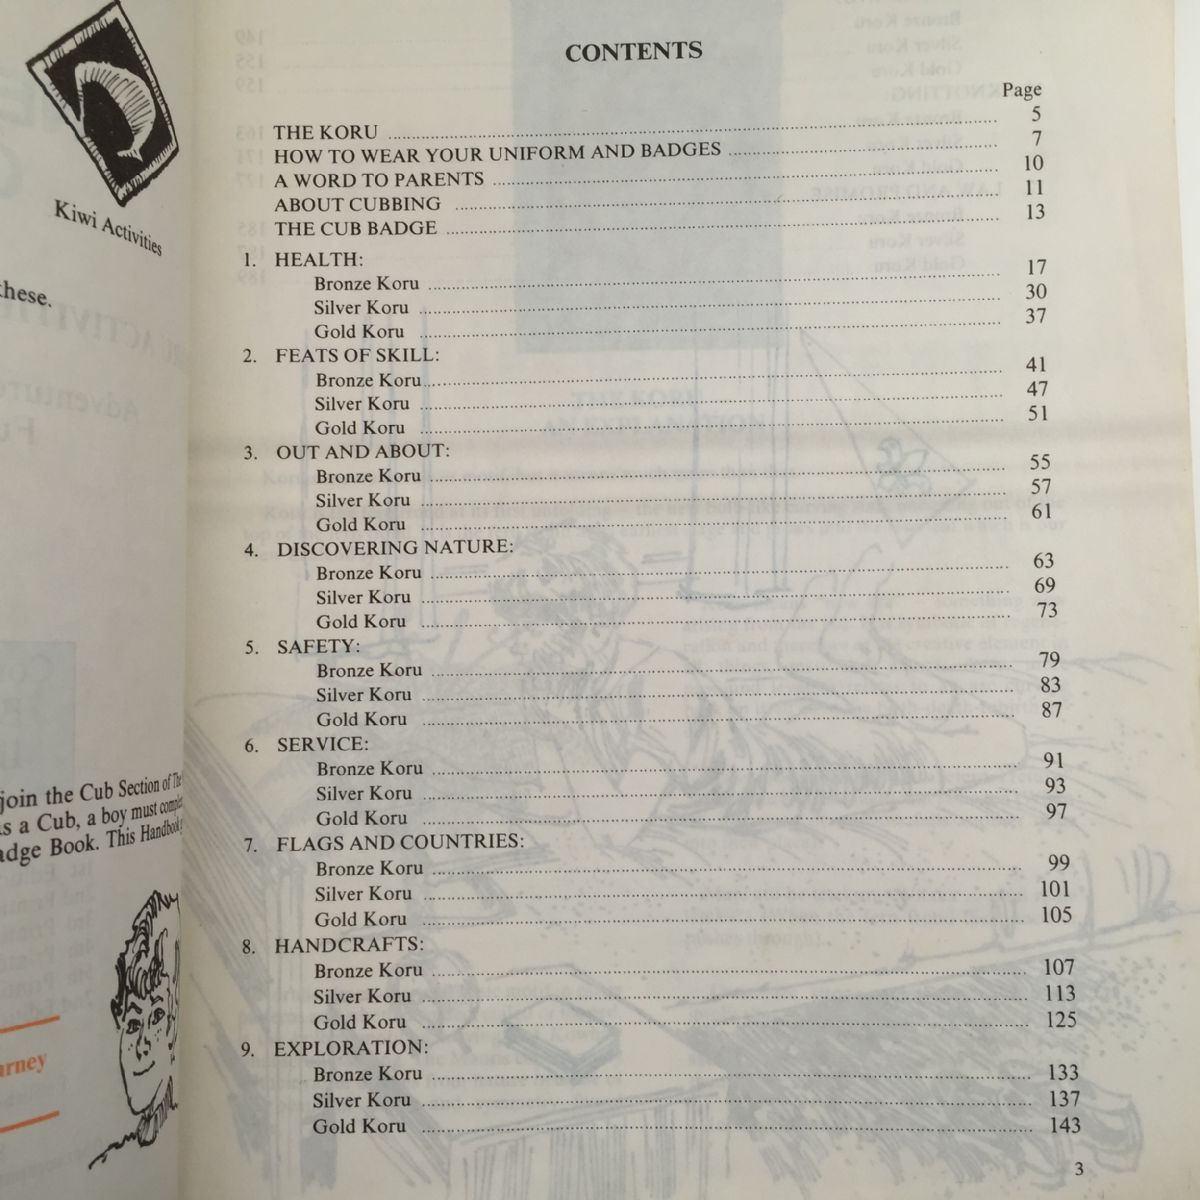 Kiwi Activities
these.
join the Cub Section of The
as a Cub, a boy must
adge Book. This Handbook
CONTENTS
Page
THE KORU 5
HOW TO WEAR YOUR UNIFORM AND BADGES 7
A WORD TO PARENTS 10
ABOUT CUBBING 11
THE CUB BADGE 13
1. HEALTH:
Bronze Koru 17
Silver Koru 30
Gold Koru 37
2. FEATS OF SKILL:
Bronze Koru 41
Silver Koru 47
Gold Koru 51
3. OUT AND ABOUT:
Bronze Koru 55
Silver Koru 57
Gold Koru 61
4. DISCOVERING NATURE:
Bronze Koru 63
Silver Koru 69
Gold Koru 73
5. SAFETY:
Bronze Koru 79
Silver Koru 83
Gold Koru 87
6. SERVICE:
Bronze Koru 91
Silver Koru 93
Gold Koru 97
7. FLAGS AND COUNTRIES:
Bronze Koru 99
Silver Koru 101
Gold Koru 105
8. HANDCRAFTS:
Bronze Koru 107
Silver Koru 113
Gold Koru 125
9. EXPLORATION:
Bronze Koru 133
Silver Koru 137
Gold Koru 143
3